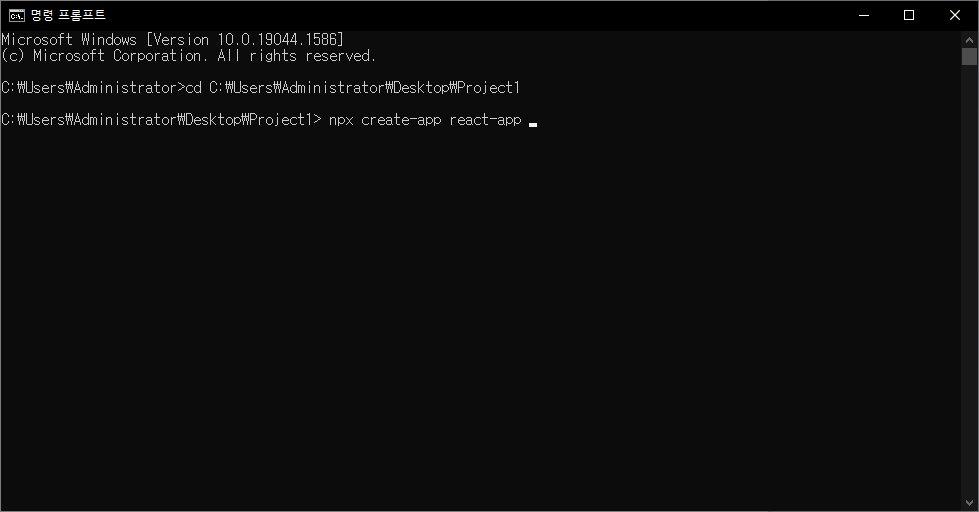 명령 프롬프트
Microsoft Windows [Version 10.0.19044.1586]
(c) Microsoft Corporation. All rights reserved.
C:₩Users₩Administrator>cd C:₩Users₩Administrator₩Desktop₩Project1
C:₩Users₩Administrator₩Desktop₩Project1> npx create-app react-app